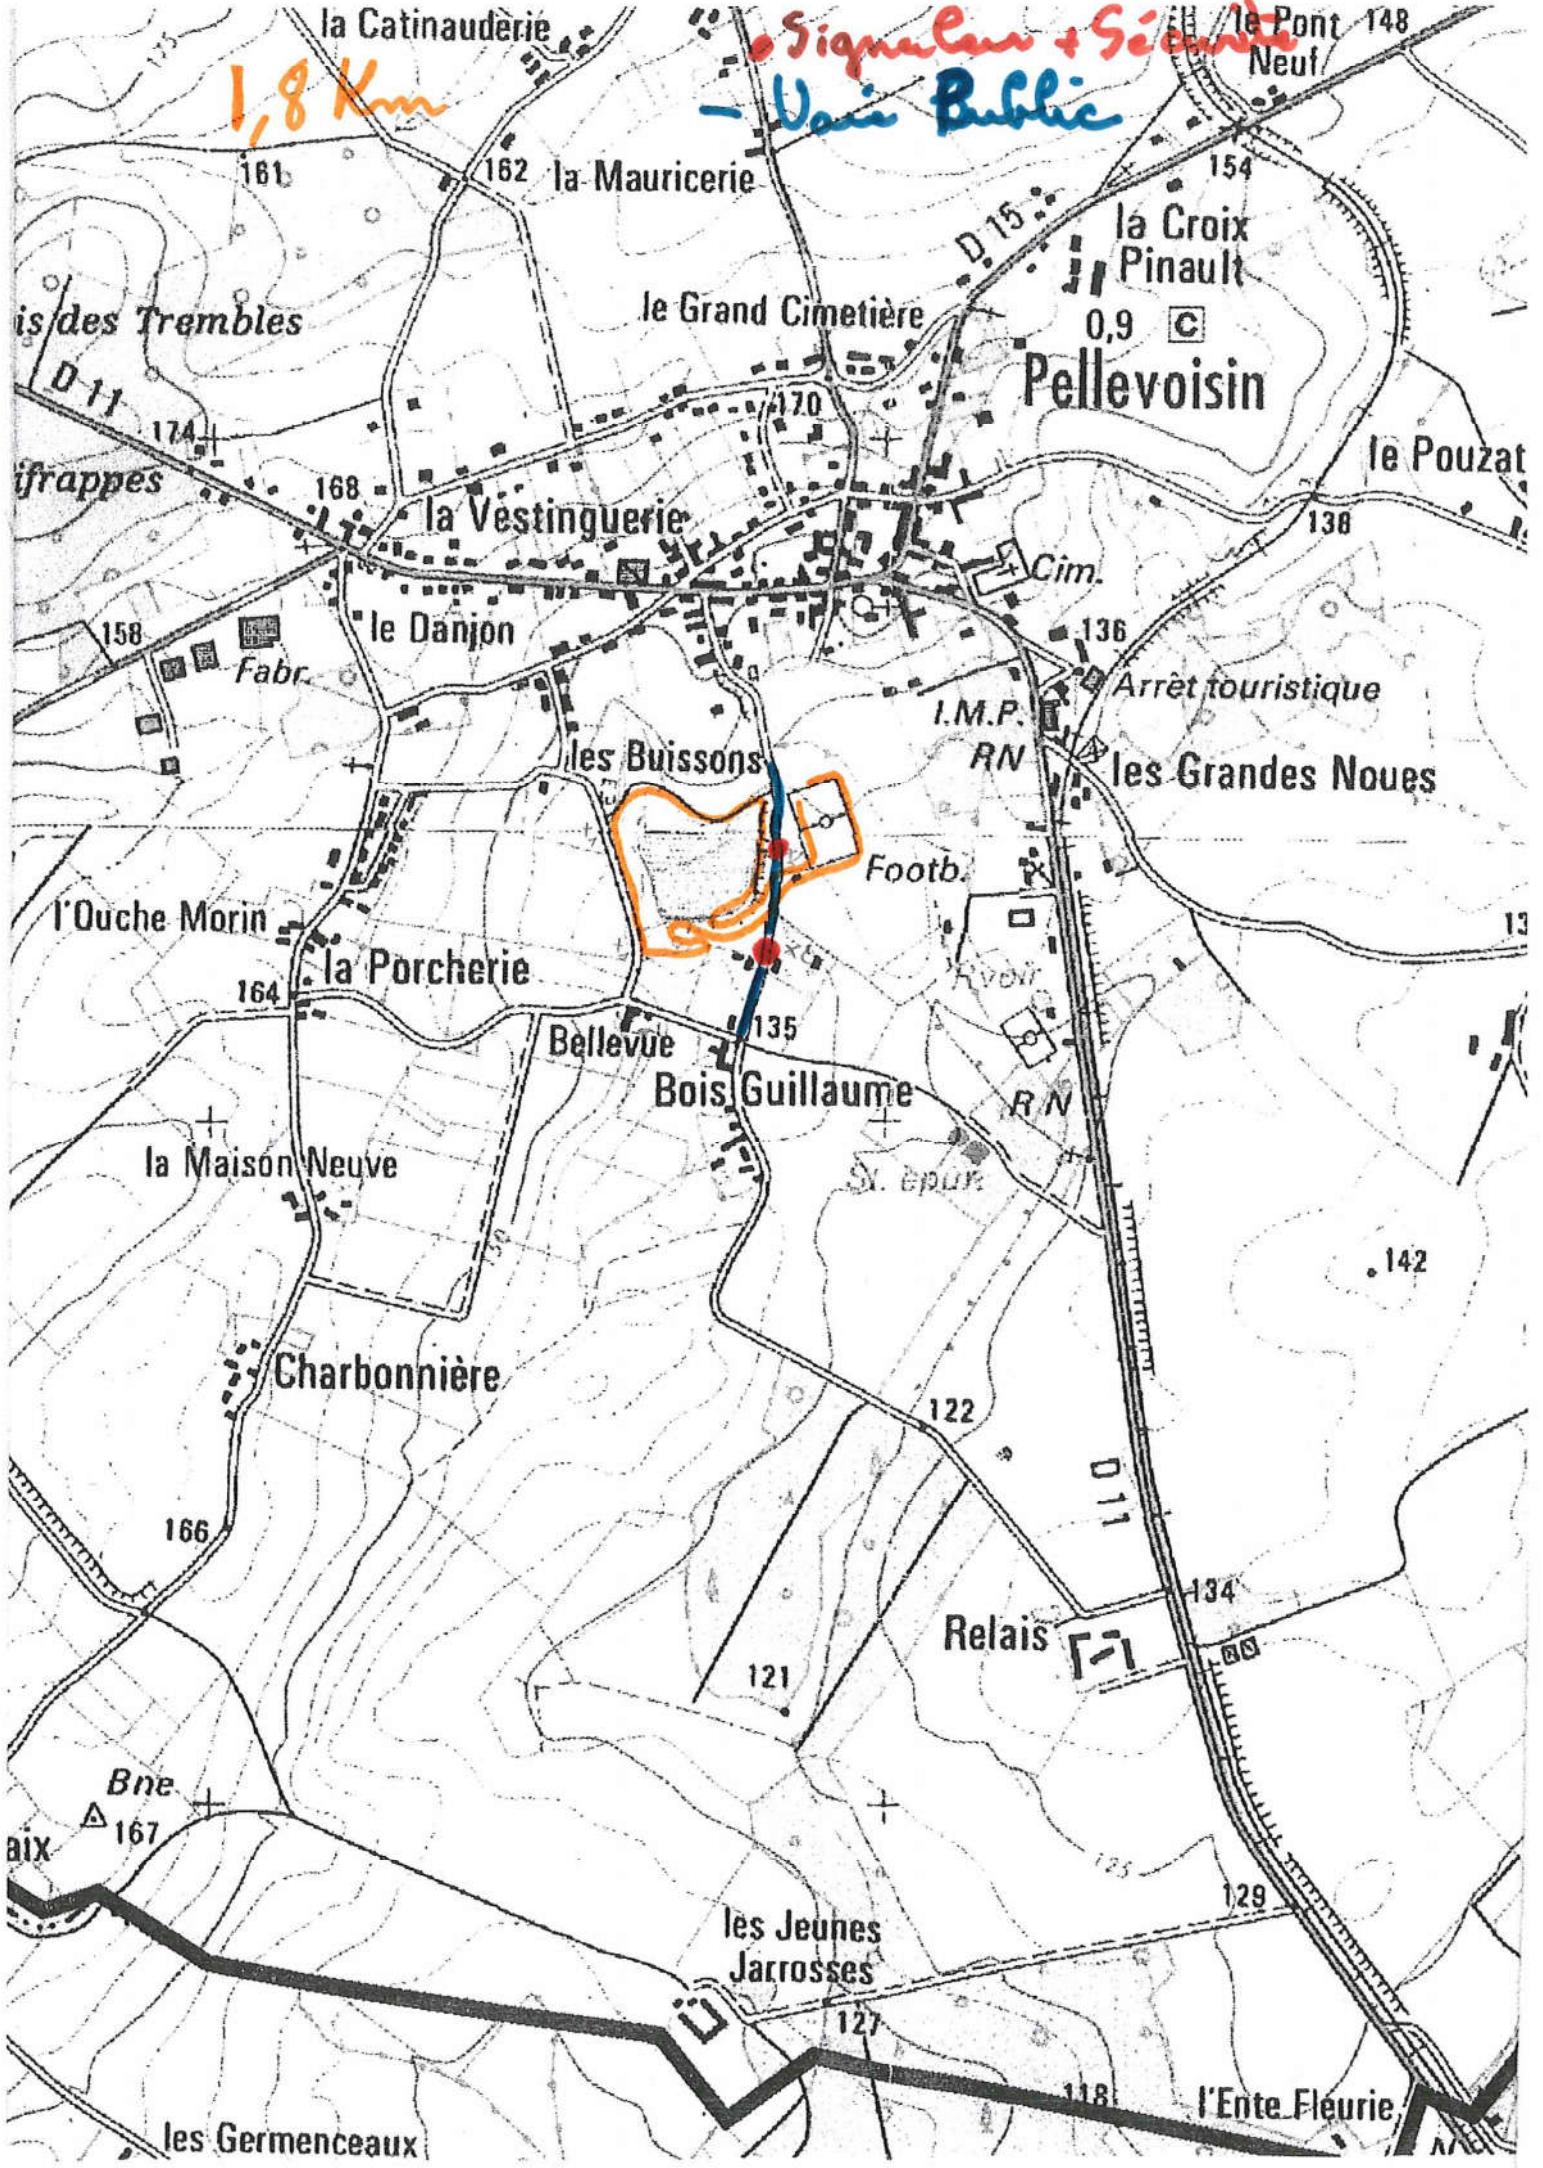 la Catinauderie
• Signaleur + Sécurité
le Pont Neuf
148
1,8 Km
- Voie Bublic
161
162
la Mauricerie
154
D 15
la Croix Pinault
is des Trembles
le Grand Cimetière
0,9 C
D 11
Pellevoisin
170
174
le Pouzat
ifrappes
168
la Vestinguerie
138
Cim.
158
le Danjon
136
Fabr.
Arrêt touristique
I.M.P.
RN
les Buissons
les Grandes Noues
Footb.
l'Ouche Morin
13
la Porcherie
164
Rvoir
135
Bellevue
Bois Guillaume
R N
la Maison Neuve
St. épur.
150
142
Charbonnière
122
D 11
166
134
Relais
121
Bne
167
aix
125
129
les Jeunes
Jarrosses
127
118
l'Ente Fleurie
les Germenceaux